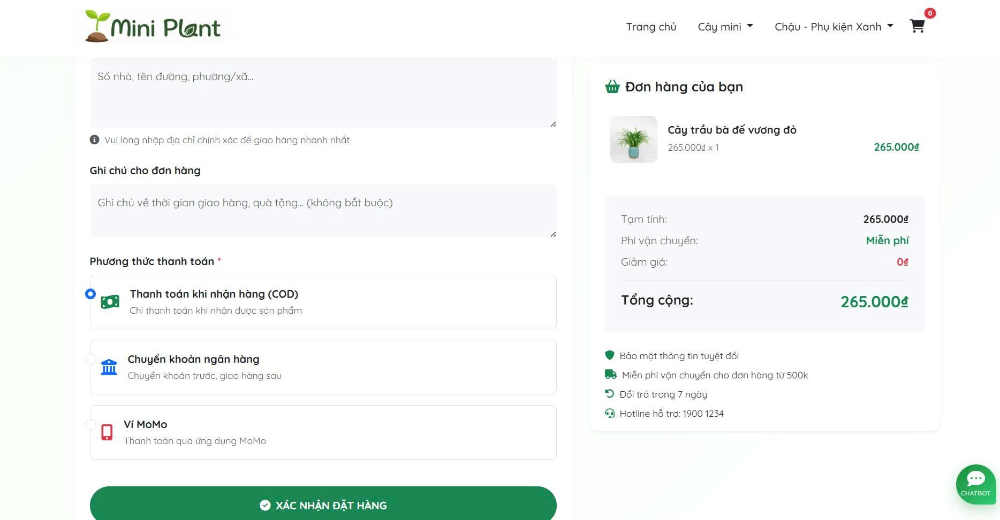 Mini Plant
Trang chủ
Cây mini
Chậu - Phụ kiện Xanh
0
Số nhà, tên đường, phường/xã...
Vui lòng nhập địa chỉ chính xác để giao hàng nhanh nhất
Ghi chú cho đơn hàng
Ghi chú về thời gian giao hàng, quà tặng... (không bắt buộc)
Phương thức thanh toán *
Thanh toán khi nhận hàng (COD)
Chỉ thanh toán khi nhận được sản phẩm
Chuyển khoản ngân hàng
Chuyển khoản trước, giao hàng sau
Ví MoMo
Thanh toán qua ứng dụng MoMo
XÁC NHẬN ĐẶT HÀNG
Đơn hàng của bạn
Cây trầu bà đế vương đỏ
265.000₫ x 1
265.000₫
Tạm tính: 265.000₫
Phí vận chuyển: Miễn phí
Giảm giá: 0₫
Tổng cộng: 265.000₫
Bảo mật thông tin tuyệt đối
Miễn phí vận chuyển cho đơn hàng từ 500k
Đổi trả trong 7 ngày
Hotline hỗ trợ: 1900 1234
CHATBOT